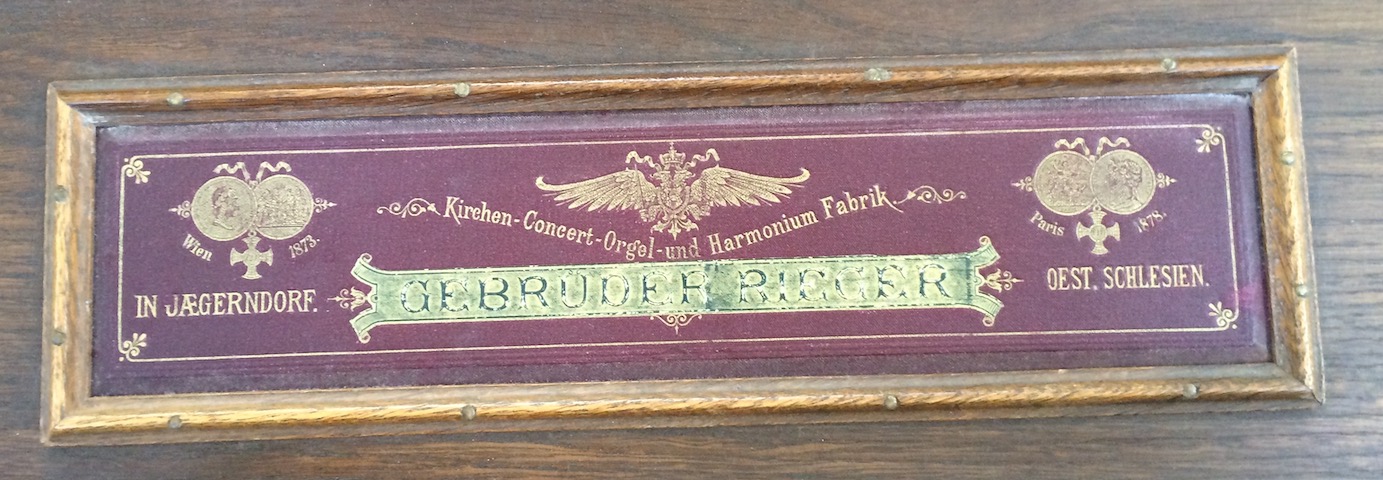 Kirchen-Concert-Orgel-und Harmonium Fabrik.
Wien 1873.
Paris 1878.
IN JÆGERNDORF.
GEBRÜDER RIEGER
OEST. SCHLESIEN.